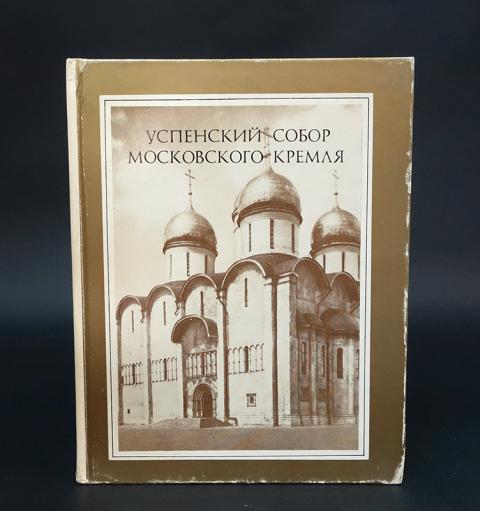 УСПЕНСКИЙ СОБОР
МОСКОВСКОГО КРЕМЛЯ